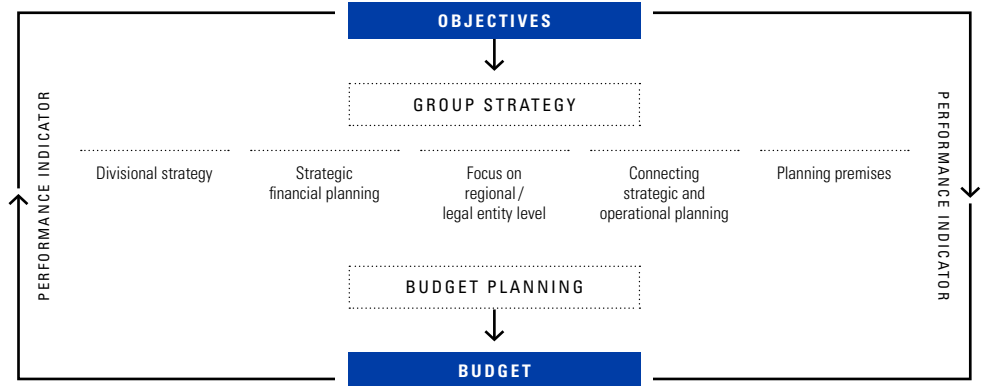 OBJECTIVES
GROUP STRATEGY
PERFORMANCE INDICATOR
Divisional strategy
Strategic
financial planning
Focus on
regional / 
legal entity level
Connecting
strategic and
operational planning
Planning premises
PERFORMANCE INDICATOR
BUDGET PLANNING
BUDGET